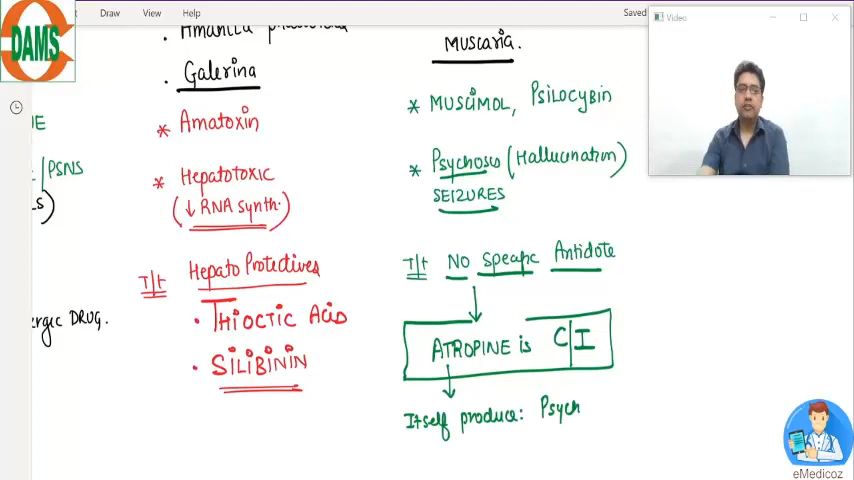 Draw View Help Saved
Video
DAMS
Amanita
Galerina
* Amatoxin
* Hepatotoxic
(↓ RNA synth.)
T|t Hepato Protectives
• THIOCTIC ACID
• SILIBININ
MUSCARIA.
* MUSCIMOL, PSILOCYBIN
* Psychosis (Hallucination)
SEIZURES
T|t NO Specific Antidote
ATROPINE is C|I
Itself produce: Psych
|PSNS
ergic DRUG.
eMedicoz